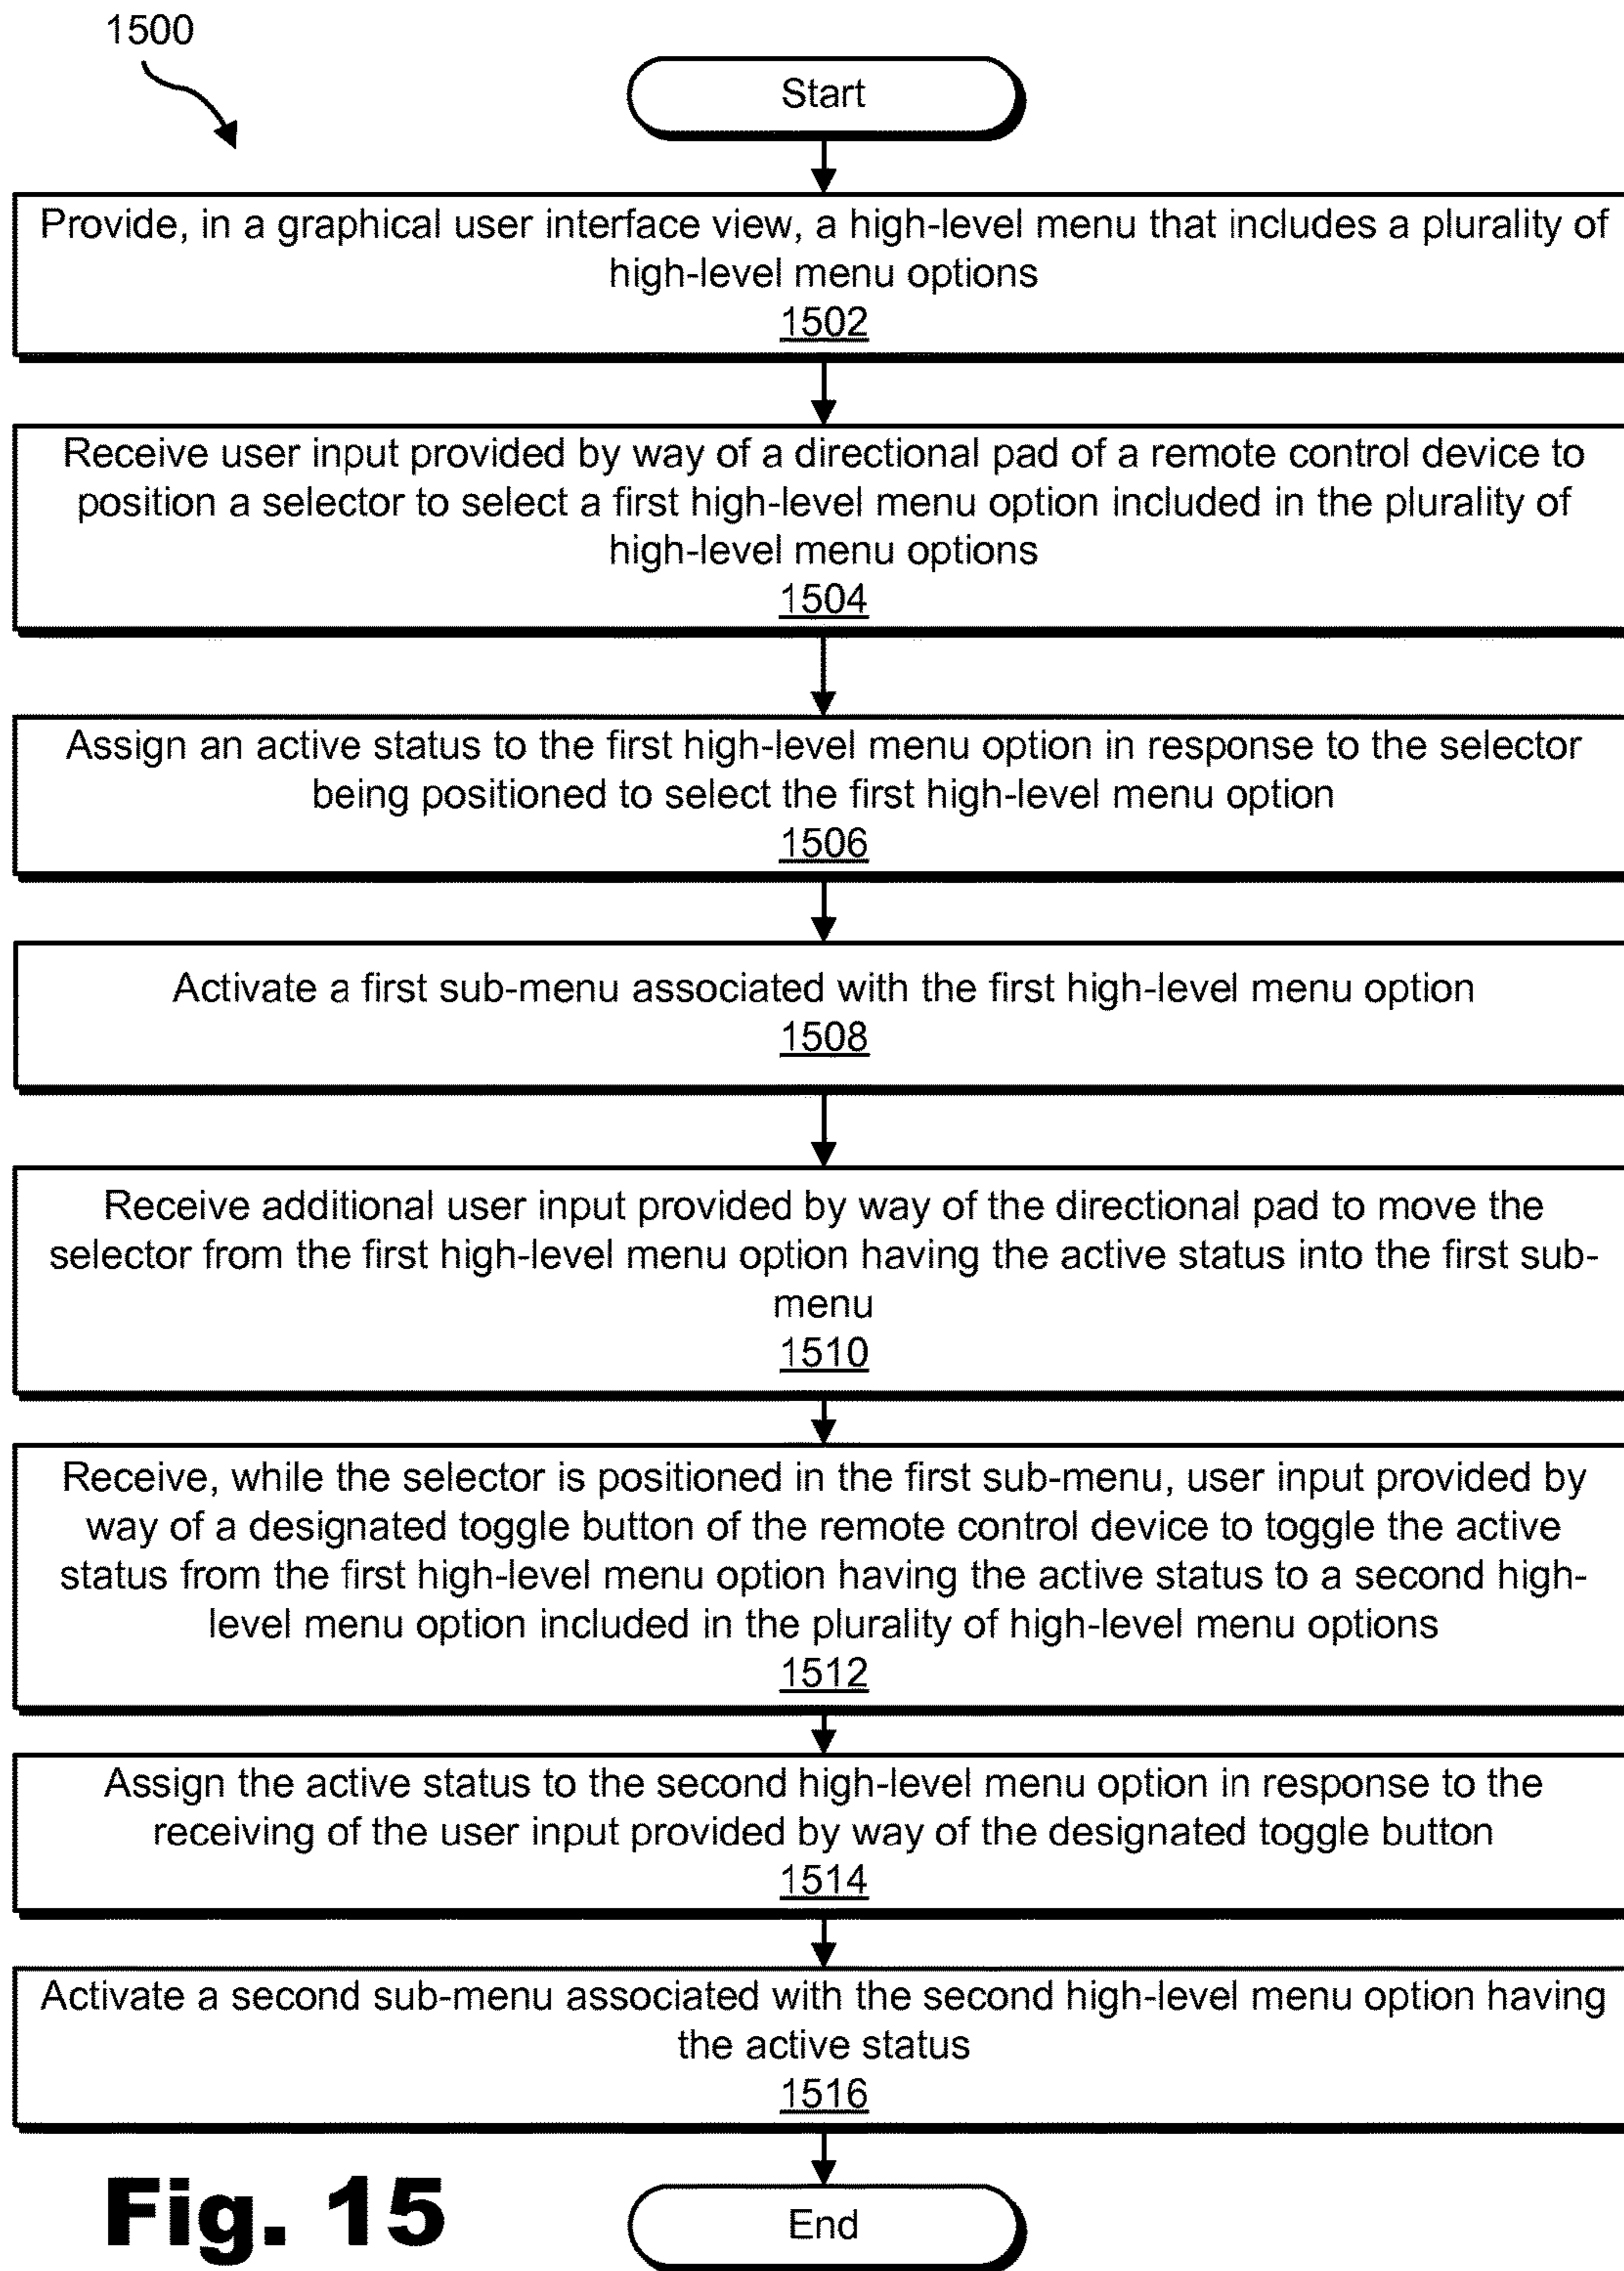 1500
Start
Provide, in a graphical user interface view, a high-level menu that includes a plurality of
high-level menu options
1502
Receive user input provided by way of a directional pad of a remote control device to
position a selector to select a first high-level menu option included in the plurality of
high-level menu options
1504
Assign an active status to the first high-level menu option in response to the selector
being positioned to select the first high-level menu option
1506
Activate a first sub-menu associated with the first high-level menu option
1508
Receive additional user input provided by way of the directional pad to move the
selector from the first high-level menu option having the active status into the first sub-
menu
1510
Receive, while the selector is positioned in the first sub-menu, user input provided by
way of a designated toggle button of the remote control device to toggle the active
status from the first high-level menu option having the active status to a second high-
level menu option included in the plurality of high-level menu options
1512
Assign the active status to the second high-level menu option in response to the
receiving of the user input provided by way of the designated toggle button
1514
Activate a second sub-menu associated with the second high-level menu option having
the active status
1516
Fig. 15
End